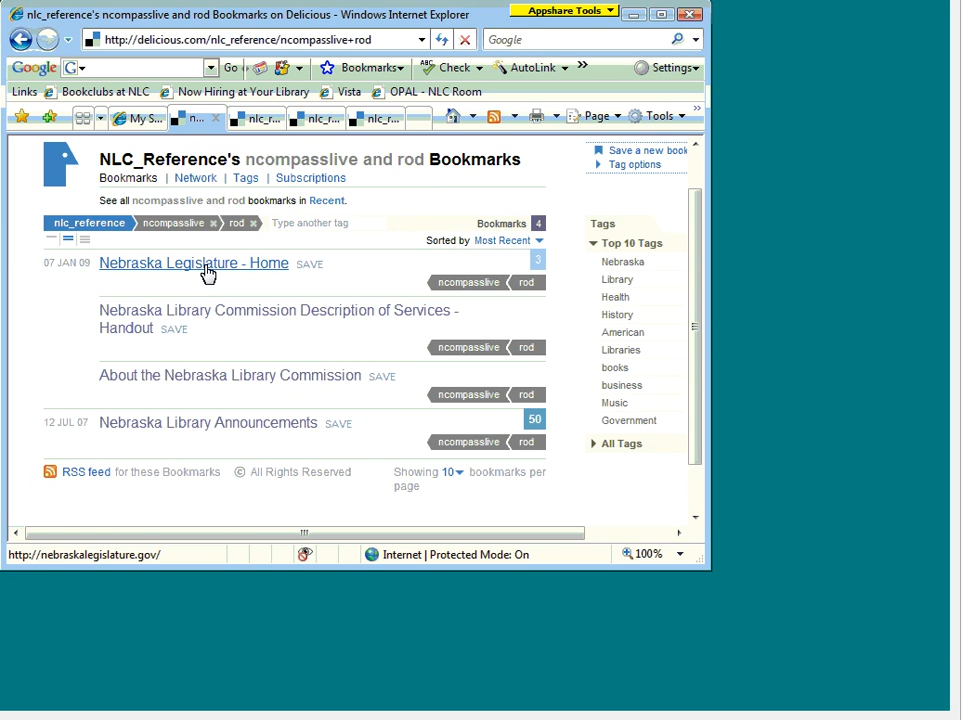 nlc_reference's ncompasslive and rod Bookmarks on Delicious - Windows Internet Explorer
Appshare Tools
http://delicious.com/nlc_reference/ncompasslive+rod
Google
Google G Go Bookmarks Check AutoLink Settings
Links Bookclubs at NLC Now Hiring at Your Library Vista OPAL - NLC Room
My S... n... nlc_r... nlc_r... nlc_r... Page Tools
NLC_Reference's ncompasslive and rod Bookmarks
Bookmarks | Network | Tags | Subscriptions
See all ncompasslive and rod bookmarks in Recent.
Save a new book
Tag options
nlc_reference ncompasslive rod Type another tag Bookmarks 4
Sorted by Most Recent
07 JAN 09 Nebraska Legislature - Home SAVE 3
ncompasslive rod
Nebraska Library Commission Description of Services -
Handout SAVE
ncompasslive rod
About the Nebraska Library Commission SAVE
ncompasslive rod
12 JUL 07 Nebraska Library Announcements SAVE 50
ncompasslive rod
RSS feed for these Bookmarks © All Rights Reserved Showing 10 bookmarks per
page
Tags
Top 10 Tags
Nebraska
Library
Health
History
American
Libraries
books
business
Music
Government
All Tags
http://nebraskalegislature.gov/ Internet | Protected Mode: On 100%